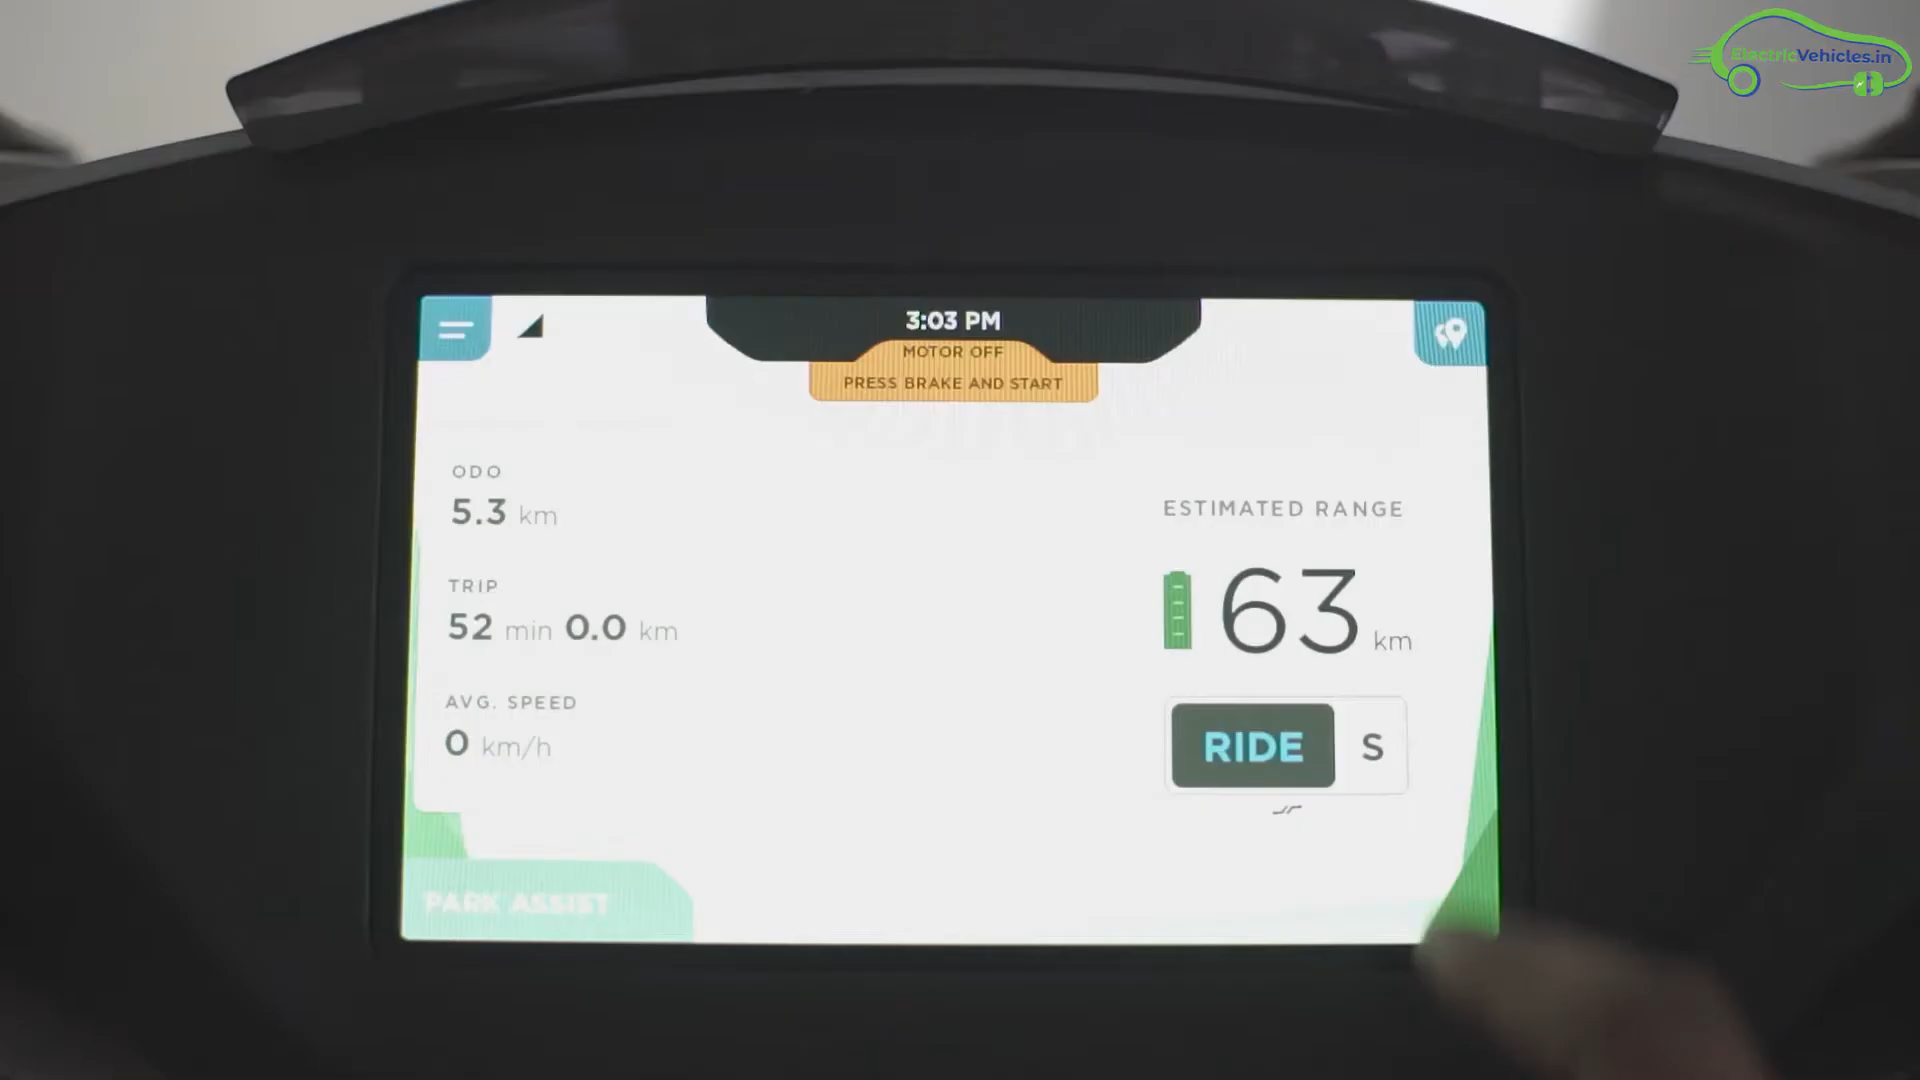 ElectricVehicles.in
3:03 PM
MOTOR OFF
PRESS BRAKE AND START
ODO
5.3 km
TRIP
52 min 0.0 km
AVG. SPEED
0 km/h
ESTIMATED RANGE
63 km
RIDE S
PARK ASSIST